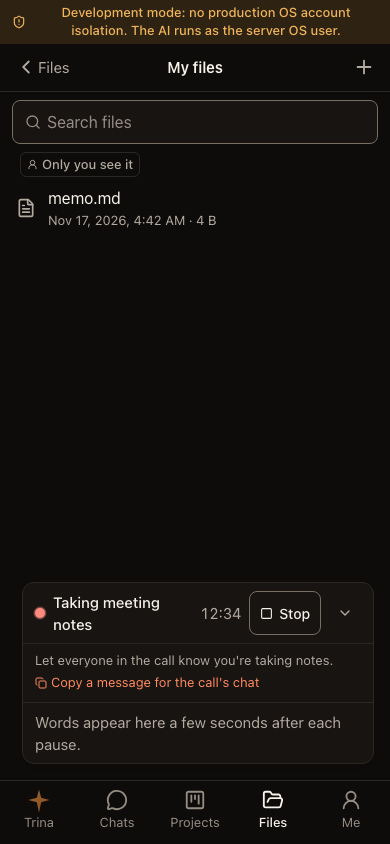 Development mode: no production OS account
isolation. The AI runs as the server OS user.
Files
My files
Search files
Only you see it
memo.md
Nov 17, 2026, 4:42 AM · 4 B
Taking meeting
notes
12:34
Stop
Let everyone in the call know you're taking notes.
Copy a message for the call's chat
Words appear here a few seconds after each
pause.
Trina
Chats
Projects
Files
Me